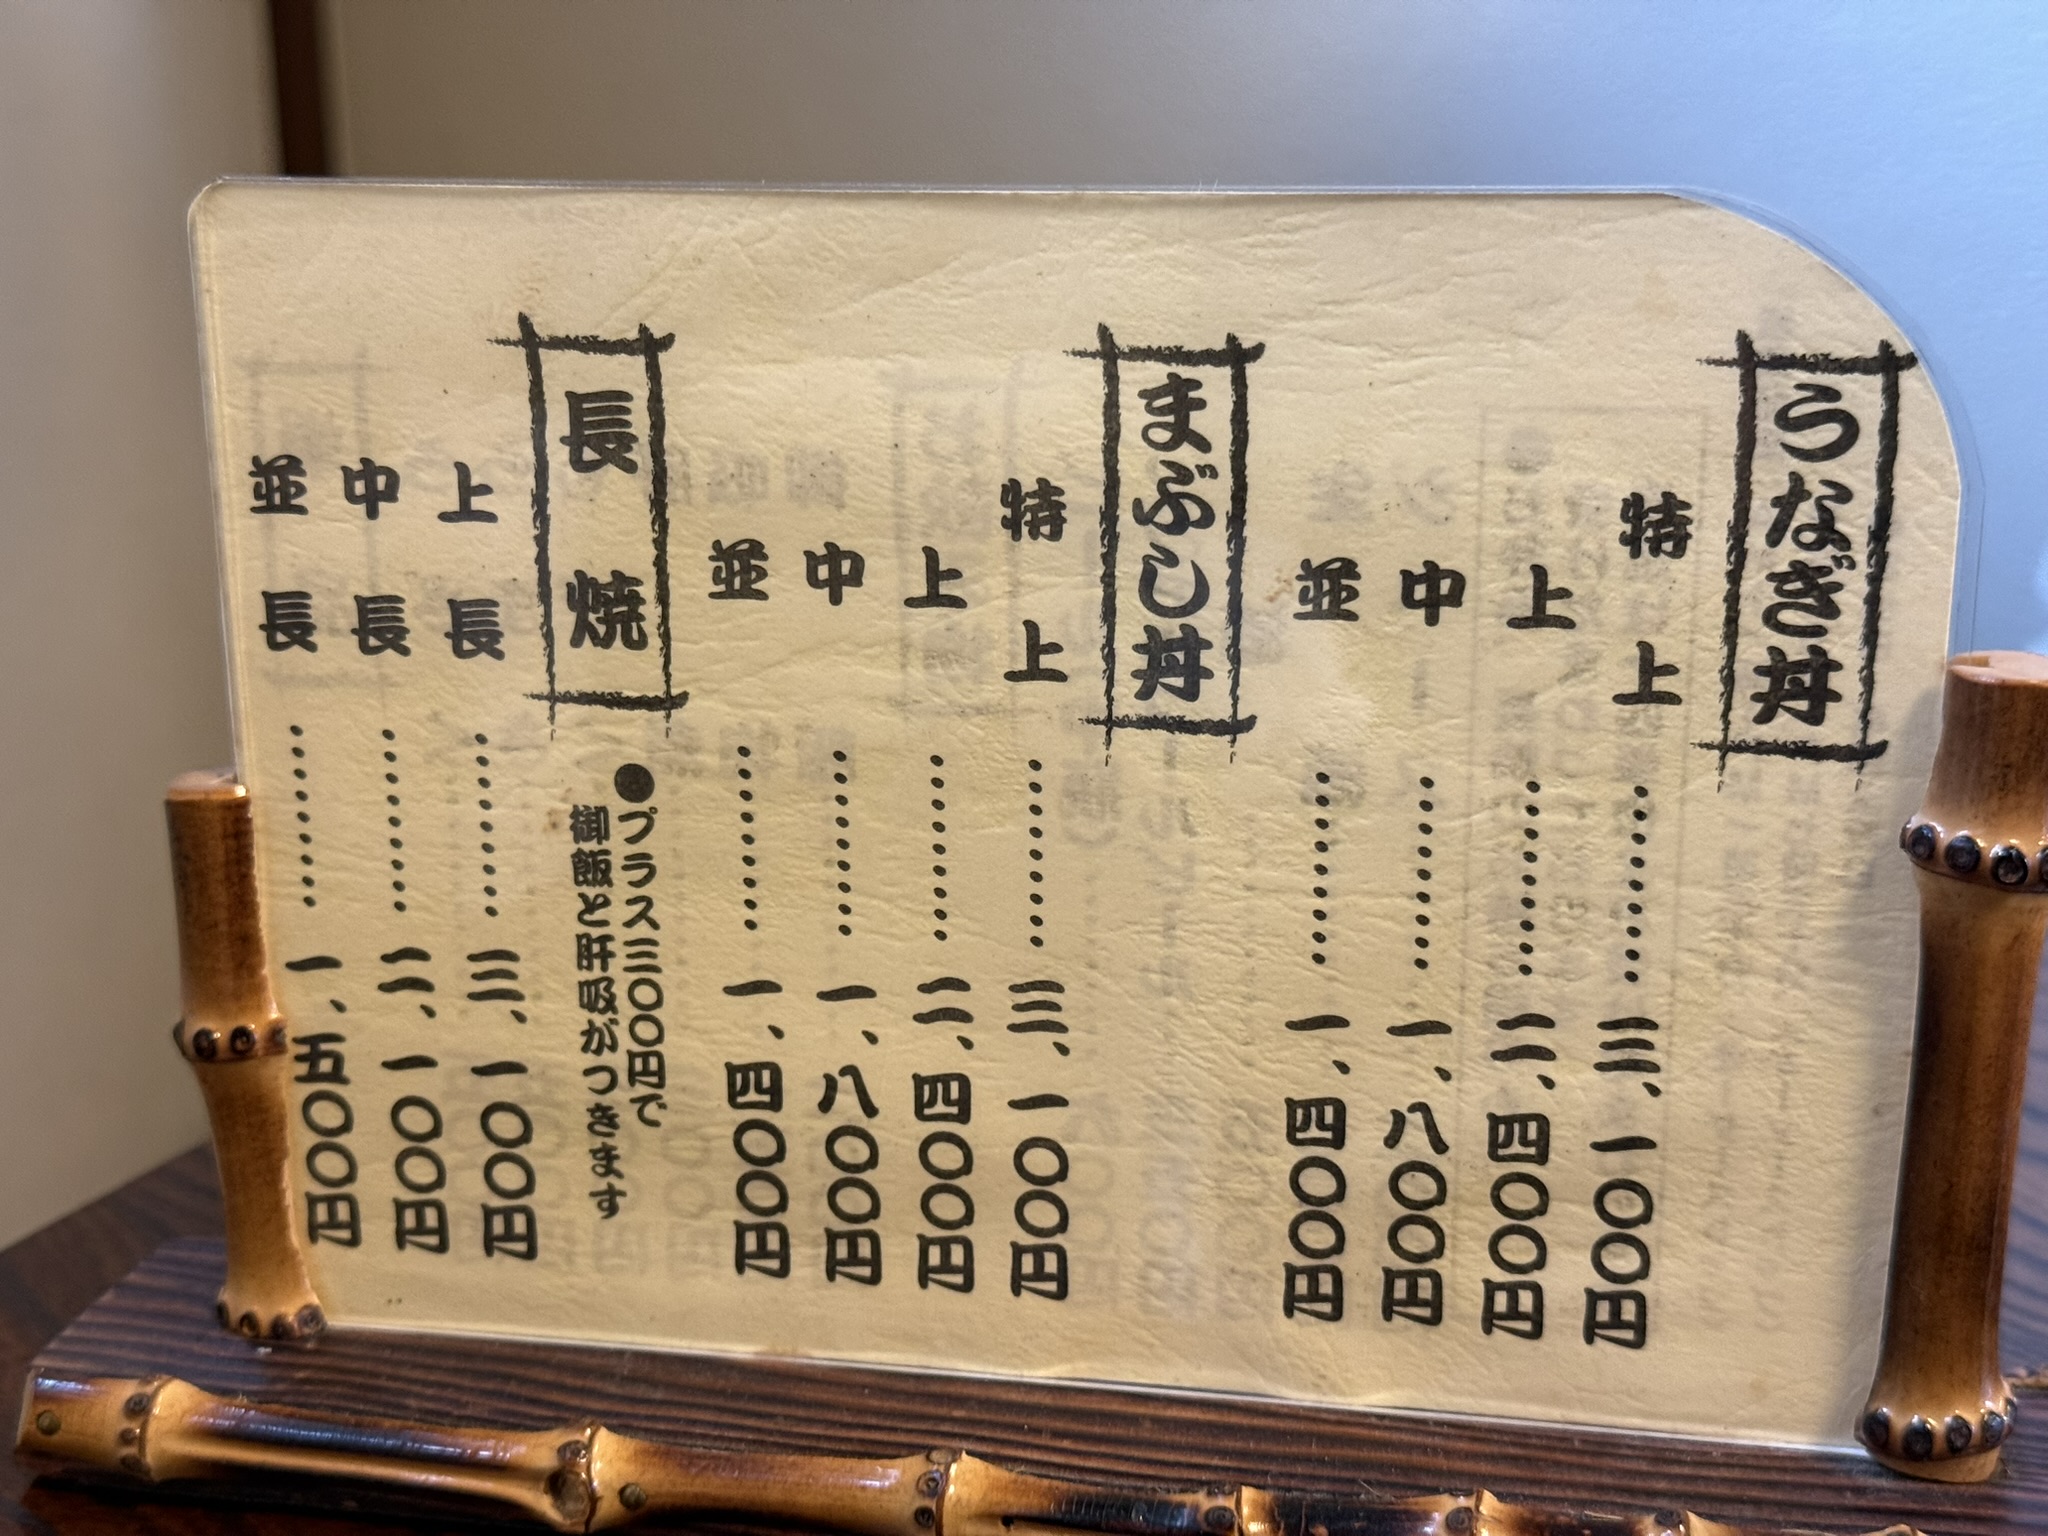 うなぎ丼
特上…………三、一〇〇円
上…………二、四〇〇円
中…………一、八〇〇円
並…………一、四〇〇円
まぶし丼
特上…………三、一〇〇円
上…………二、四〇〇円
中…………一、八〇〇円
並…………一、四〇〇円
長焼
●プラス三〇〇円で
御飯と肝吸がつきます
上長…………三、一〇〇円
中長…………二、一〇〇円
並長…………一、五〇〇円